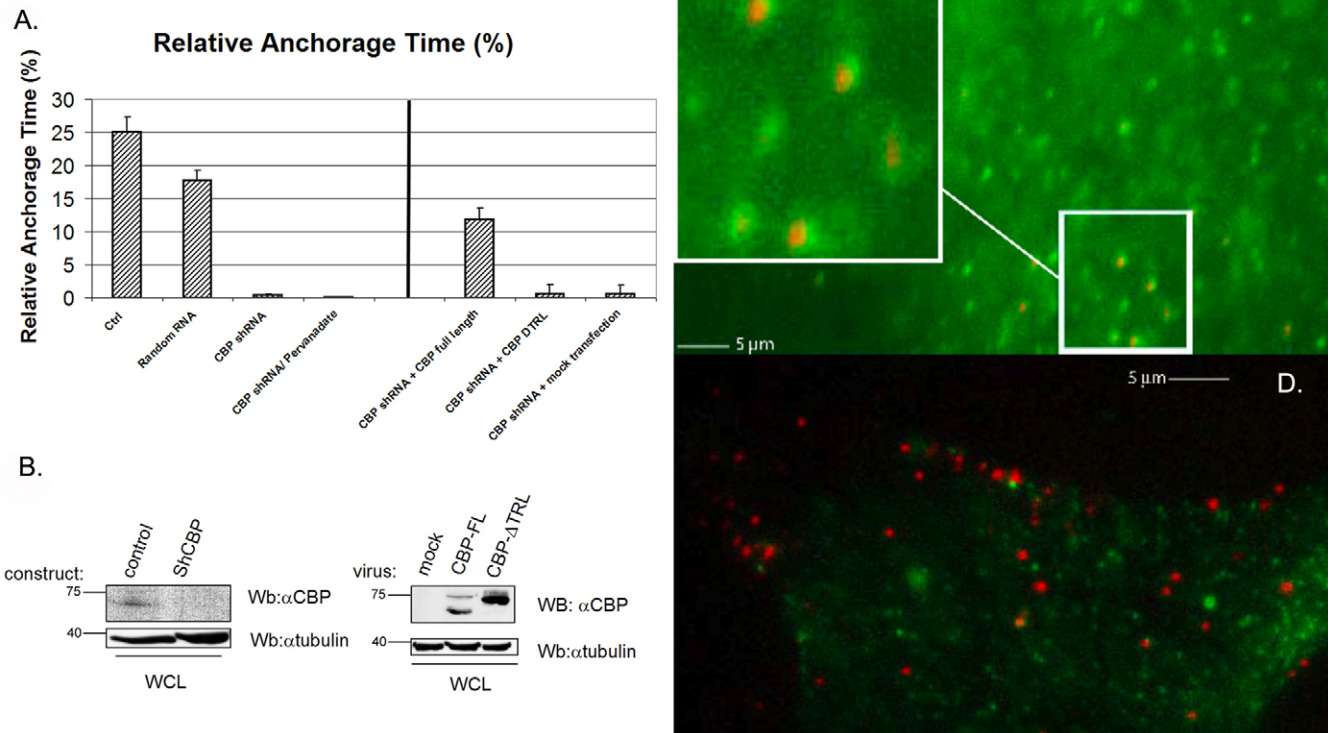 A.
Relative Anchorage Time (%)
Relative Anchorage Time (%)
30
25
20
15
10
5
0
Ctrl
Random RNA
CBP shRNA
CBP shRNA/ Pervanadate
CBP shRNA + CBP full length
CBP shRNA + CBP DTRL
CBP shRNA + mock transfection
B.
construct:
control
ShCBP
75
Wb:αCBP
40
Wb:αtubulin
WCL
virus:
mock
CBP-FL
CBP-ΔTRL
75
WB: αCBP
40
Wb:αtubulin
WCL
5 µm
5 µm
D.